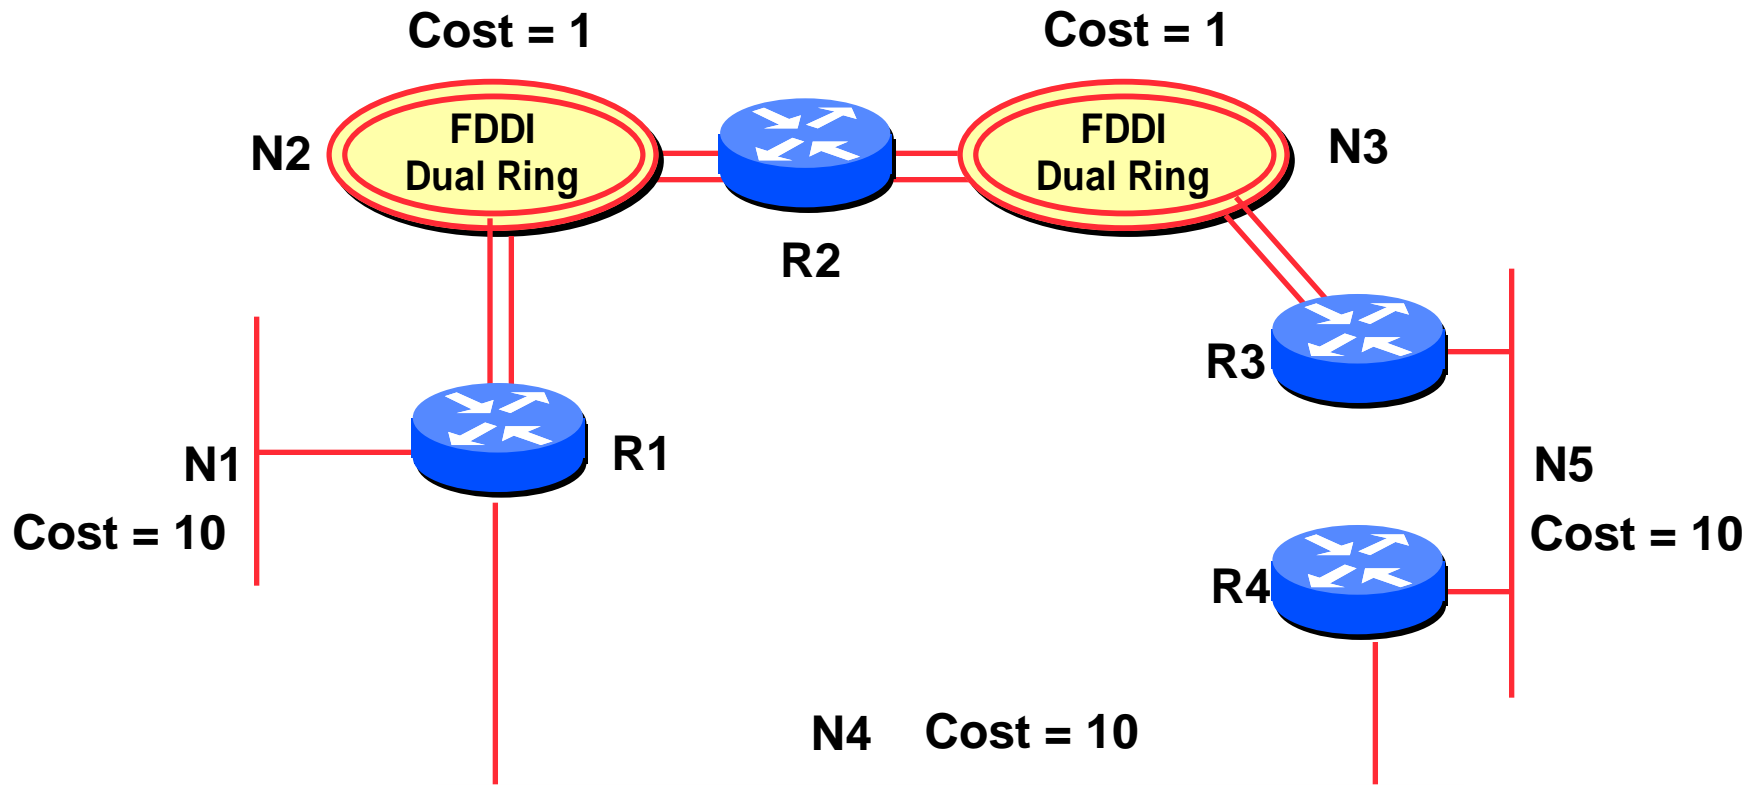 Cost = 1
Cost = 1
N2
FDDI
Dual Ring
FDDI
Dual Ring
N3
R2
R3
N1
R1
N5
Cost = 10
Cost = 10
R4
N4
Cost = 10